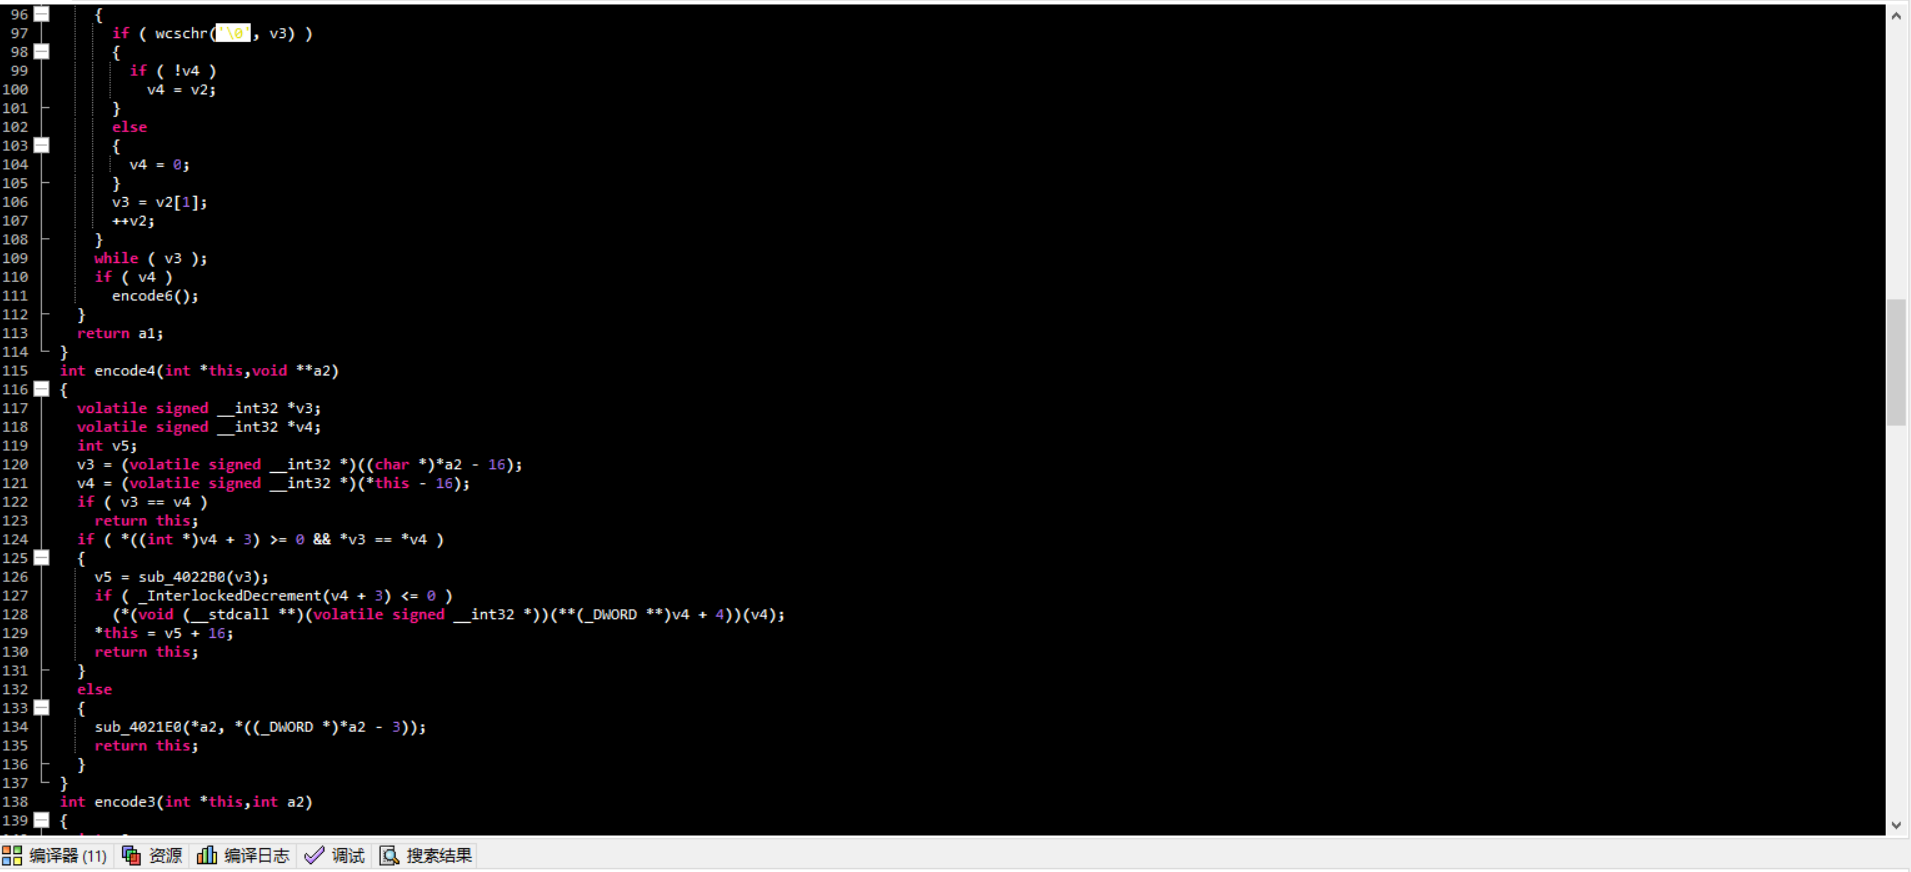 96 {
97 if ( wcschr('\0', v3) )
98 {
99 if ( !v4 )
100 v4 = v2;
101 }
102 else
103 {
104 v4 = 0;
105 }
106 v3 = v2[1];
107 ++v2;
108 }
109 while ( v3 );
110 if ( v4 )
111 encode6();
112 }
113 return a1;
114 }
115 int encode4(int *this,void **a2)
116 {
117 volatile signed __int32 *v3;
118 volatile signed __int32 *v4;
119 int v5;
120 v3 = (volatile signed __int32 *)((char *)*a2 - 16);
121 v4 = (volatile signed __int32 *)(*this - 16);
122 if ( v3 == v4 )
123 return this;
124 if ( *((int *)v4 + 3) >= 0 && *v3 == *v4 )
125 {
126 v5 = sub_4022B0(v3);
127 if ( _InterlockedDecrement(v4 + 3) <= 0 )
128 (*(void (__stdcall **)(volatile signed __int32 *))(**(_DWORD **)v4 + 4))(v4);
129 *this = v5 + 16;
130 return this;
131 }
132 else
133 {
134 sub_4021E0(*a2, *((_DWORD *)*a2 - 3));
135 return this;
136 }
137 }
138 int encode3(int *this,int a2)
139 {
编译器 (11) 资源 编译日志 调试 搜索结果